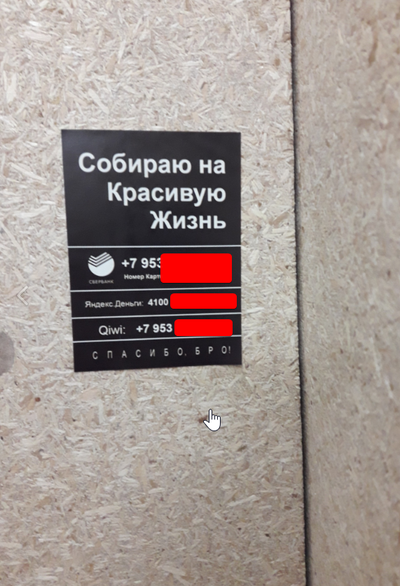 Собираю на
Красивую
Жизнь
СБЕРБАНК
+7 953
Номер Карт
Яндекс.Деньги: 4100
Qiwi: +7 953
СПАСИБО, БРО!